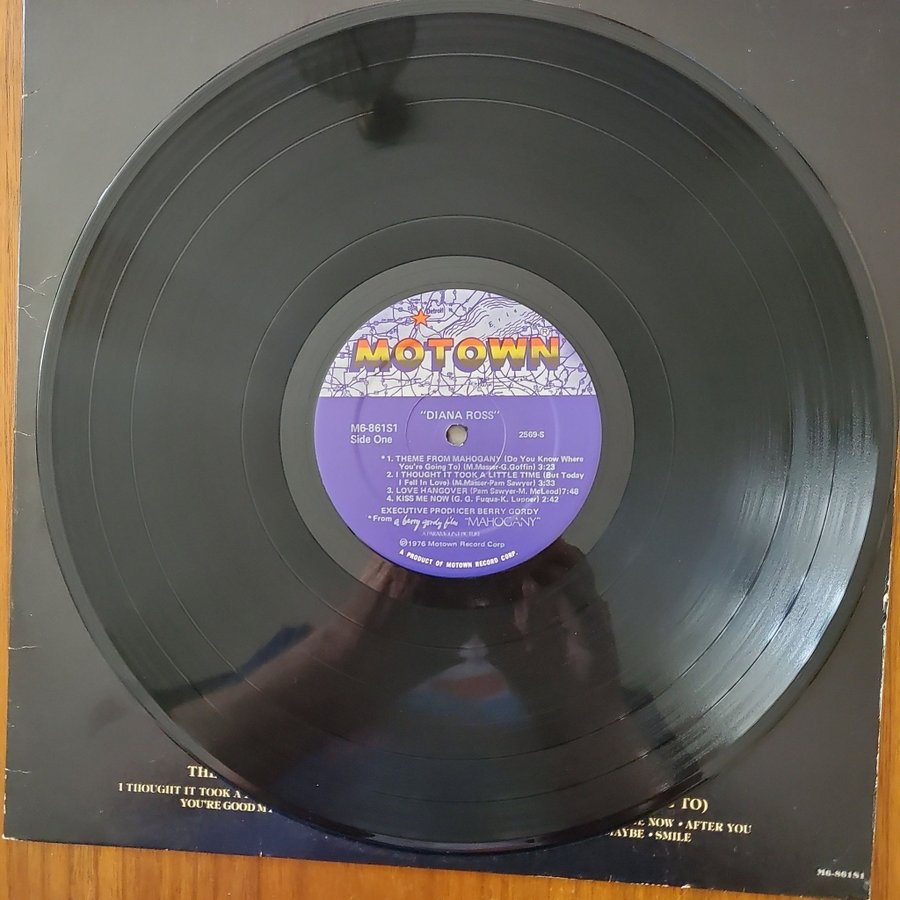 Detroit
Erie
MOTOWN
"DIANA ROSS"
M6-861S1
Side One
2569-S
* 1. THEME FROM MAHOGANY (Do You Know Where
You're Going To) (M.Masser-G.Goffin) 3:23
2. I THOUGHT IT TOOK A LITTLE TIME (But Today
I Fell In Love) (M.Masser-Pam Sawyer) 3:33
3. LOVE HANGOVER (Pam Sawyer-M. McLeod) 7:48
4. KISS ME NOW (G. G. Fuqua-K. Lupper) 2:42
EXECUTIVE PRODUCER BERRY GORDY
* From a berry gordy film "MAHOGANY"
A PARAMOUNT PICTURE
℗1976 Motown Record Corp
A PRODUCT OF MOTOWN RECORD CORP.
TO)
I THOUGHT IT TOOK A
NOW • AFTER YOU
YOU'RE GOOD M
SMILE
M6-861S1